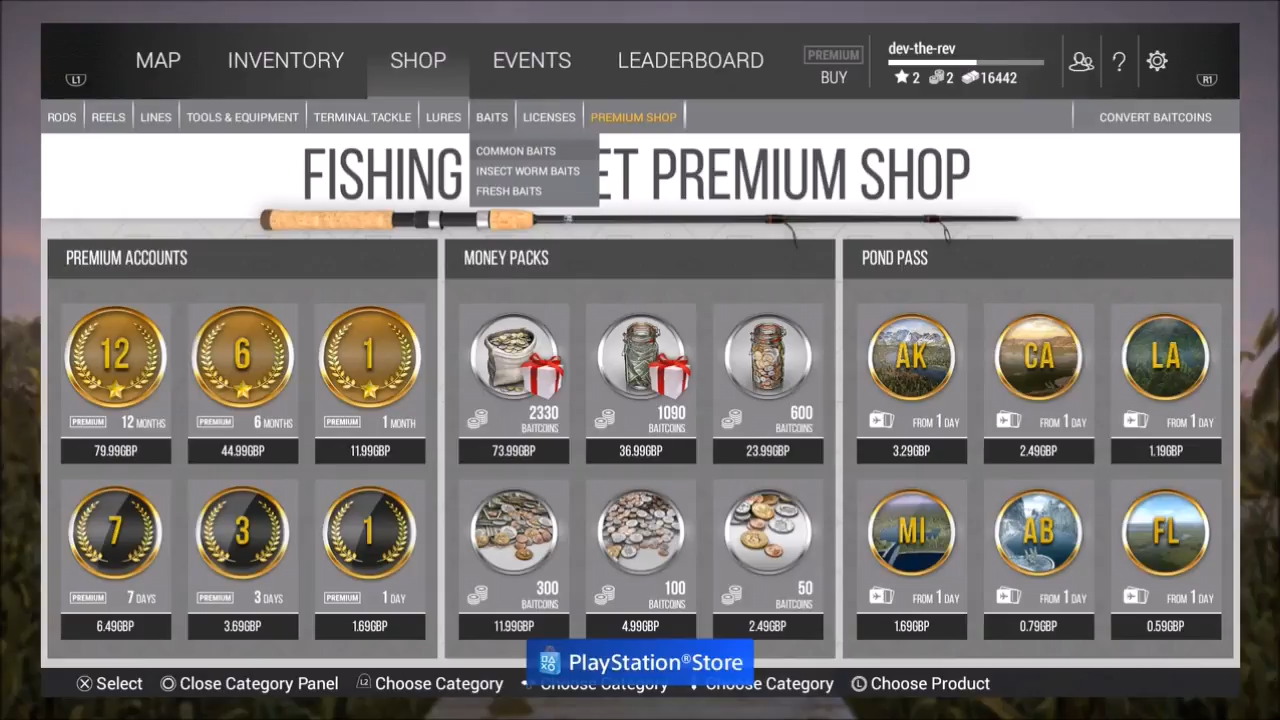 MAP INVENTORY SHOP EVENTS LEADERBOARD PREMIUM BUY dev-the-rev
L1 2 2 16442 ? R1
RODS REELS LINES TOOLS & EQUIPMENT TERMINAL TACKLE LURES BAITS LICENSES PREMIUM SHOP CONVERT BAITCOINS
COMMON BAITS
INSECT WORM BAITS
FRESH BAITS
FISHING ET PREMIUM SHOP
PREMIUM ACCOUNTS
12 6 1
PREMIUM 12 MONTHS PREMIUM 6 MONTHS PREMIUM 1 MONTH
79.99GBP 44.99GBP 11.99GBP
7 3 1
PREMIUM 7 DAYS PREMIUM 3 DAYS PREMIUM 1 DAY
6.49GBP 3.69GBP 1.69GBP
MONEY PACKS
2330 BAITCOINS 1090 BAITCOINS 600 BAITCOINS
73.99GBP 36.99GBP 23.99GBP
300 BAITCOINS 100 BAITCOINS 50 BAITCOINS
11.99GBP 4.99GBP 2.49GBP
POND PASS
AK CA LA
FROM 1 DAY FROM 1 DAY FROM 1 DAY
3.29GBP 2.49GBP 1.19GBP
MI AB FL
FROM 1 DAY FROM 1 DAY FROM 1 DAY
1.69GBP 0.79GBP 0.59GBP
PlayStation®Store
Select Close Category Panel L2 Choose Category Choose Category Choose Category L Choose Product